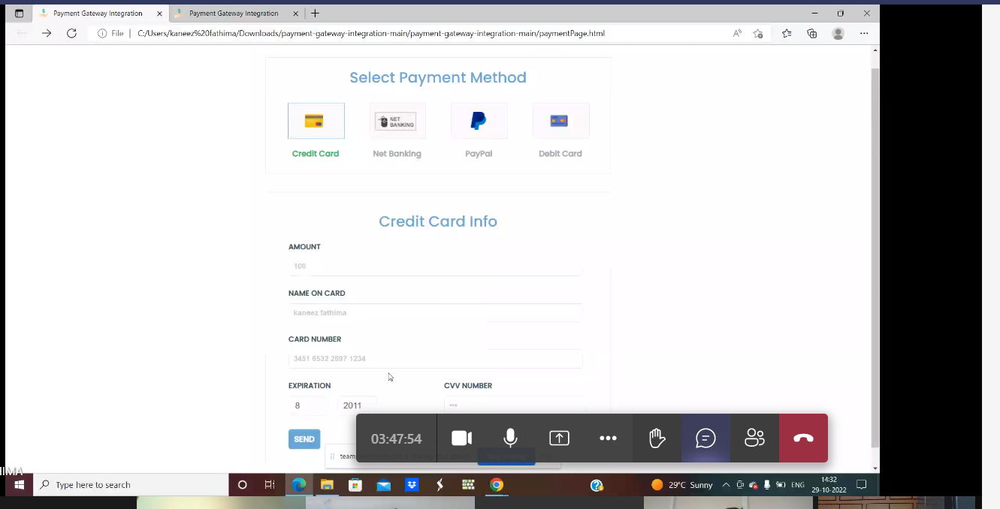 Payment Gateway Integration
Payment Gateway Integration
File
C:/Users/kaneez%20fathima/Downloads/payment-gateway-integration-main/payment-gateway-integration-main/paymentPage.html
Select Payment Method
NET
BANKING
Credit Card Net Banking PayPal Debit Card
Credit Card Info
AMOUNT
100
NAME ON CARD
kaneez fathima
CARD NUMBER
3451 6532 2897 1234
EXPIRATION CVV NUMBER
8 2011 ***
SEND
03:47:54
IIMA
Type here to search
29°C Sunny
ENG
14:32
29-10-2022